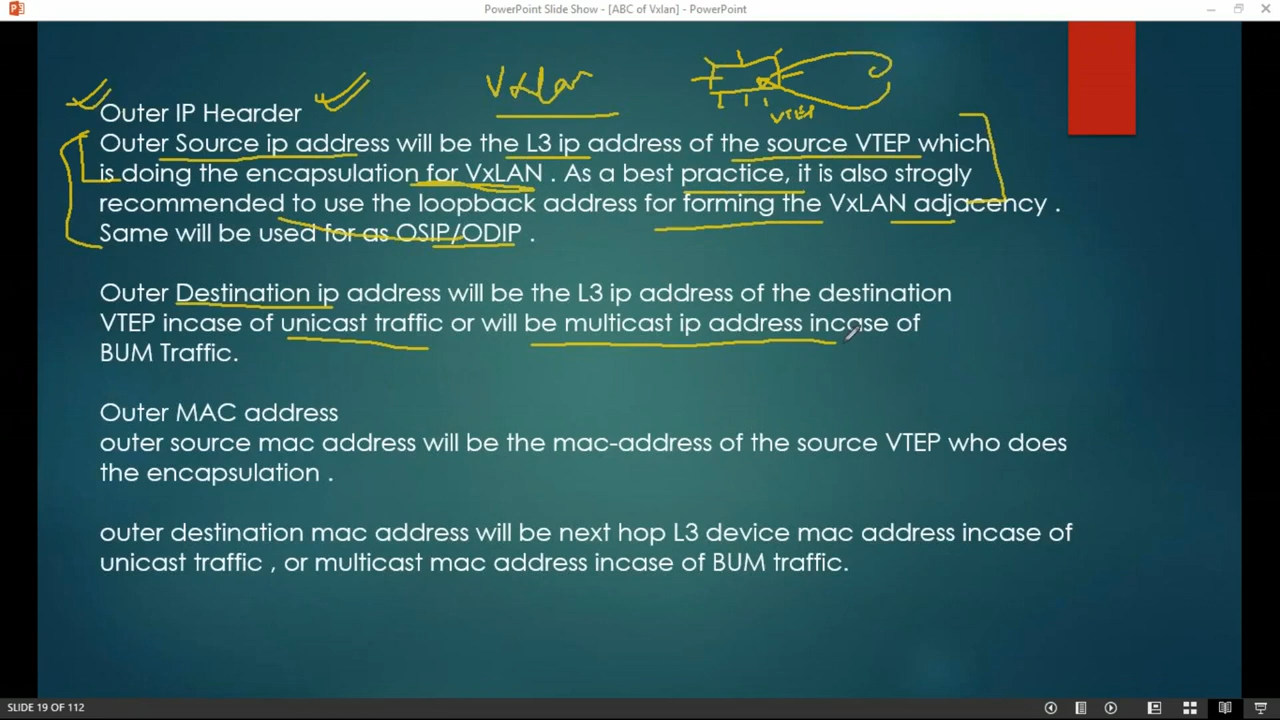 PowerPoint Slide Show - [ABC of Vxlan] - PowerPoint
Vxlan
VTEP
Outer IP Hearder
Outer Source ip address will be the L3 ip address of the source VTEP which
is doing the encapsulation for VxLAN . As a best practice, it is also strogly
recommended to use the loopback address for forming the VxLAN adjacency .
Same will be used for as OSIP/ODIP .
Outer Destination ip address will be the L3 ip address of the destination
VTEP incase of unicast traffic or will be multicast ip address incase of
BUM Traffic.
Outer MAC address
outer source mac address will be the mac-address of the source VTEP who does
the encapsulation .
outer destination mac address will be next hop L3 device mac address incase of
unicast traffic , or multicast mac address incase of BUM traffic.
SLIDE 19 OF 112